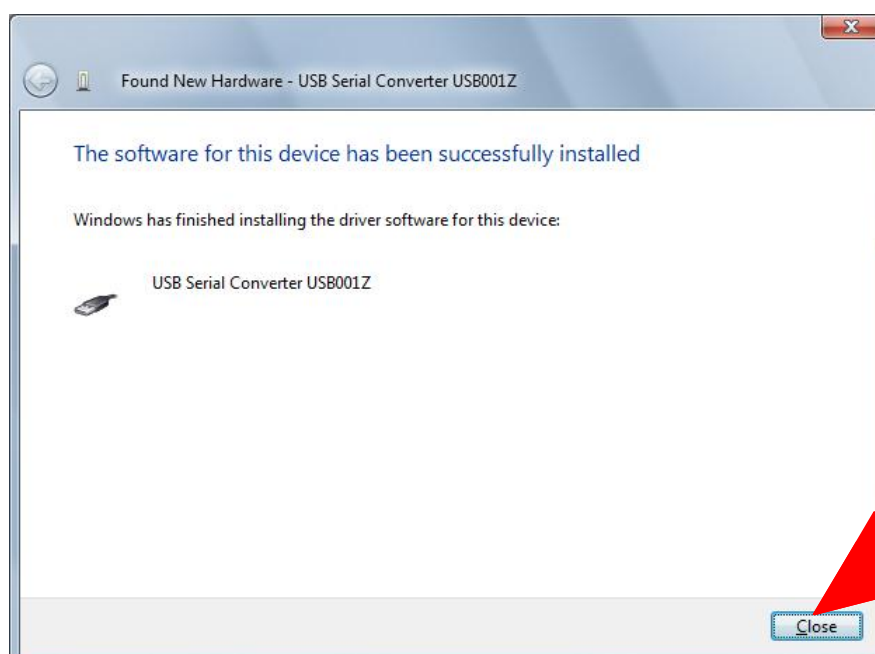 Found New Hardware - USB Serial Converter USB001Z
The software for this device has been successfully installed
Windows has finished installing the driver software for this device:
USB Serial Converter USB001Z
Close